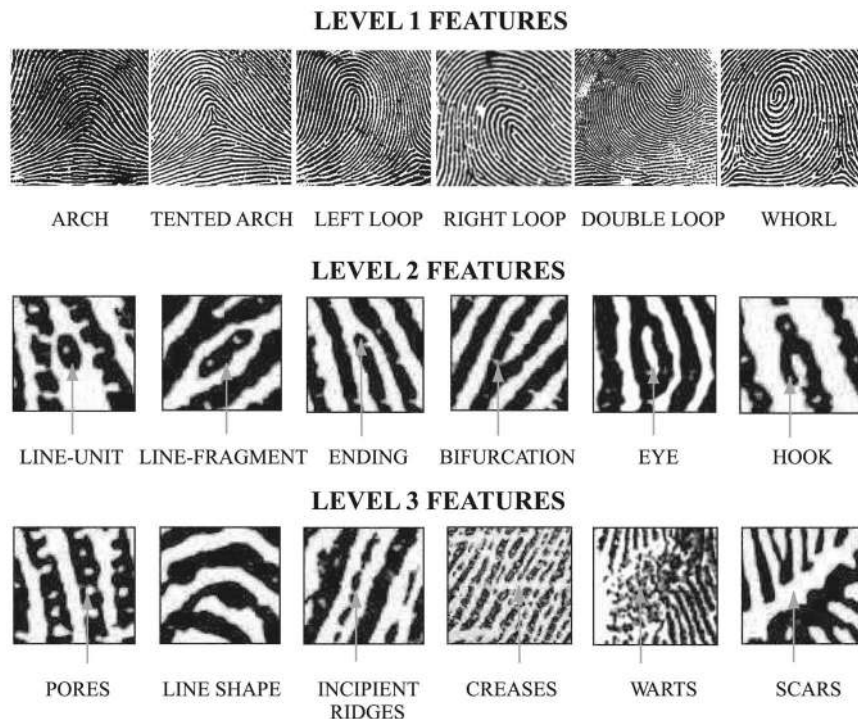 LEVEL 1 FEATURES
ARCH TENTED ARCH LEFT LOOP RIGHT LOOP DOUBLE LOOP WHORL
LEVEL 2 FEATURES
LINE-UNIT LINE-FRAGMENT ENDING BIFURCATION EYE HOOK
LEVEL 3 FEATURES
PORES LINE SHAPE INCIPIENT RIDGES CREASES WARTS SCARS